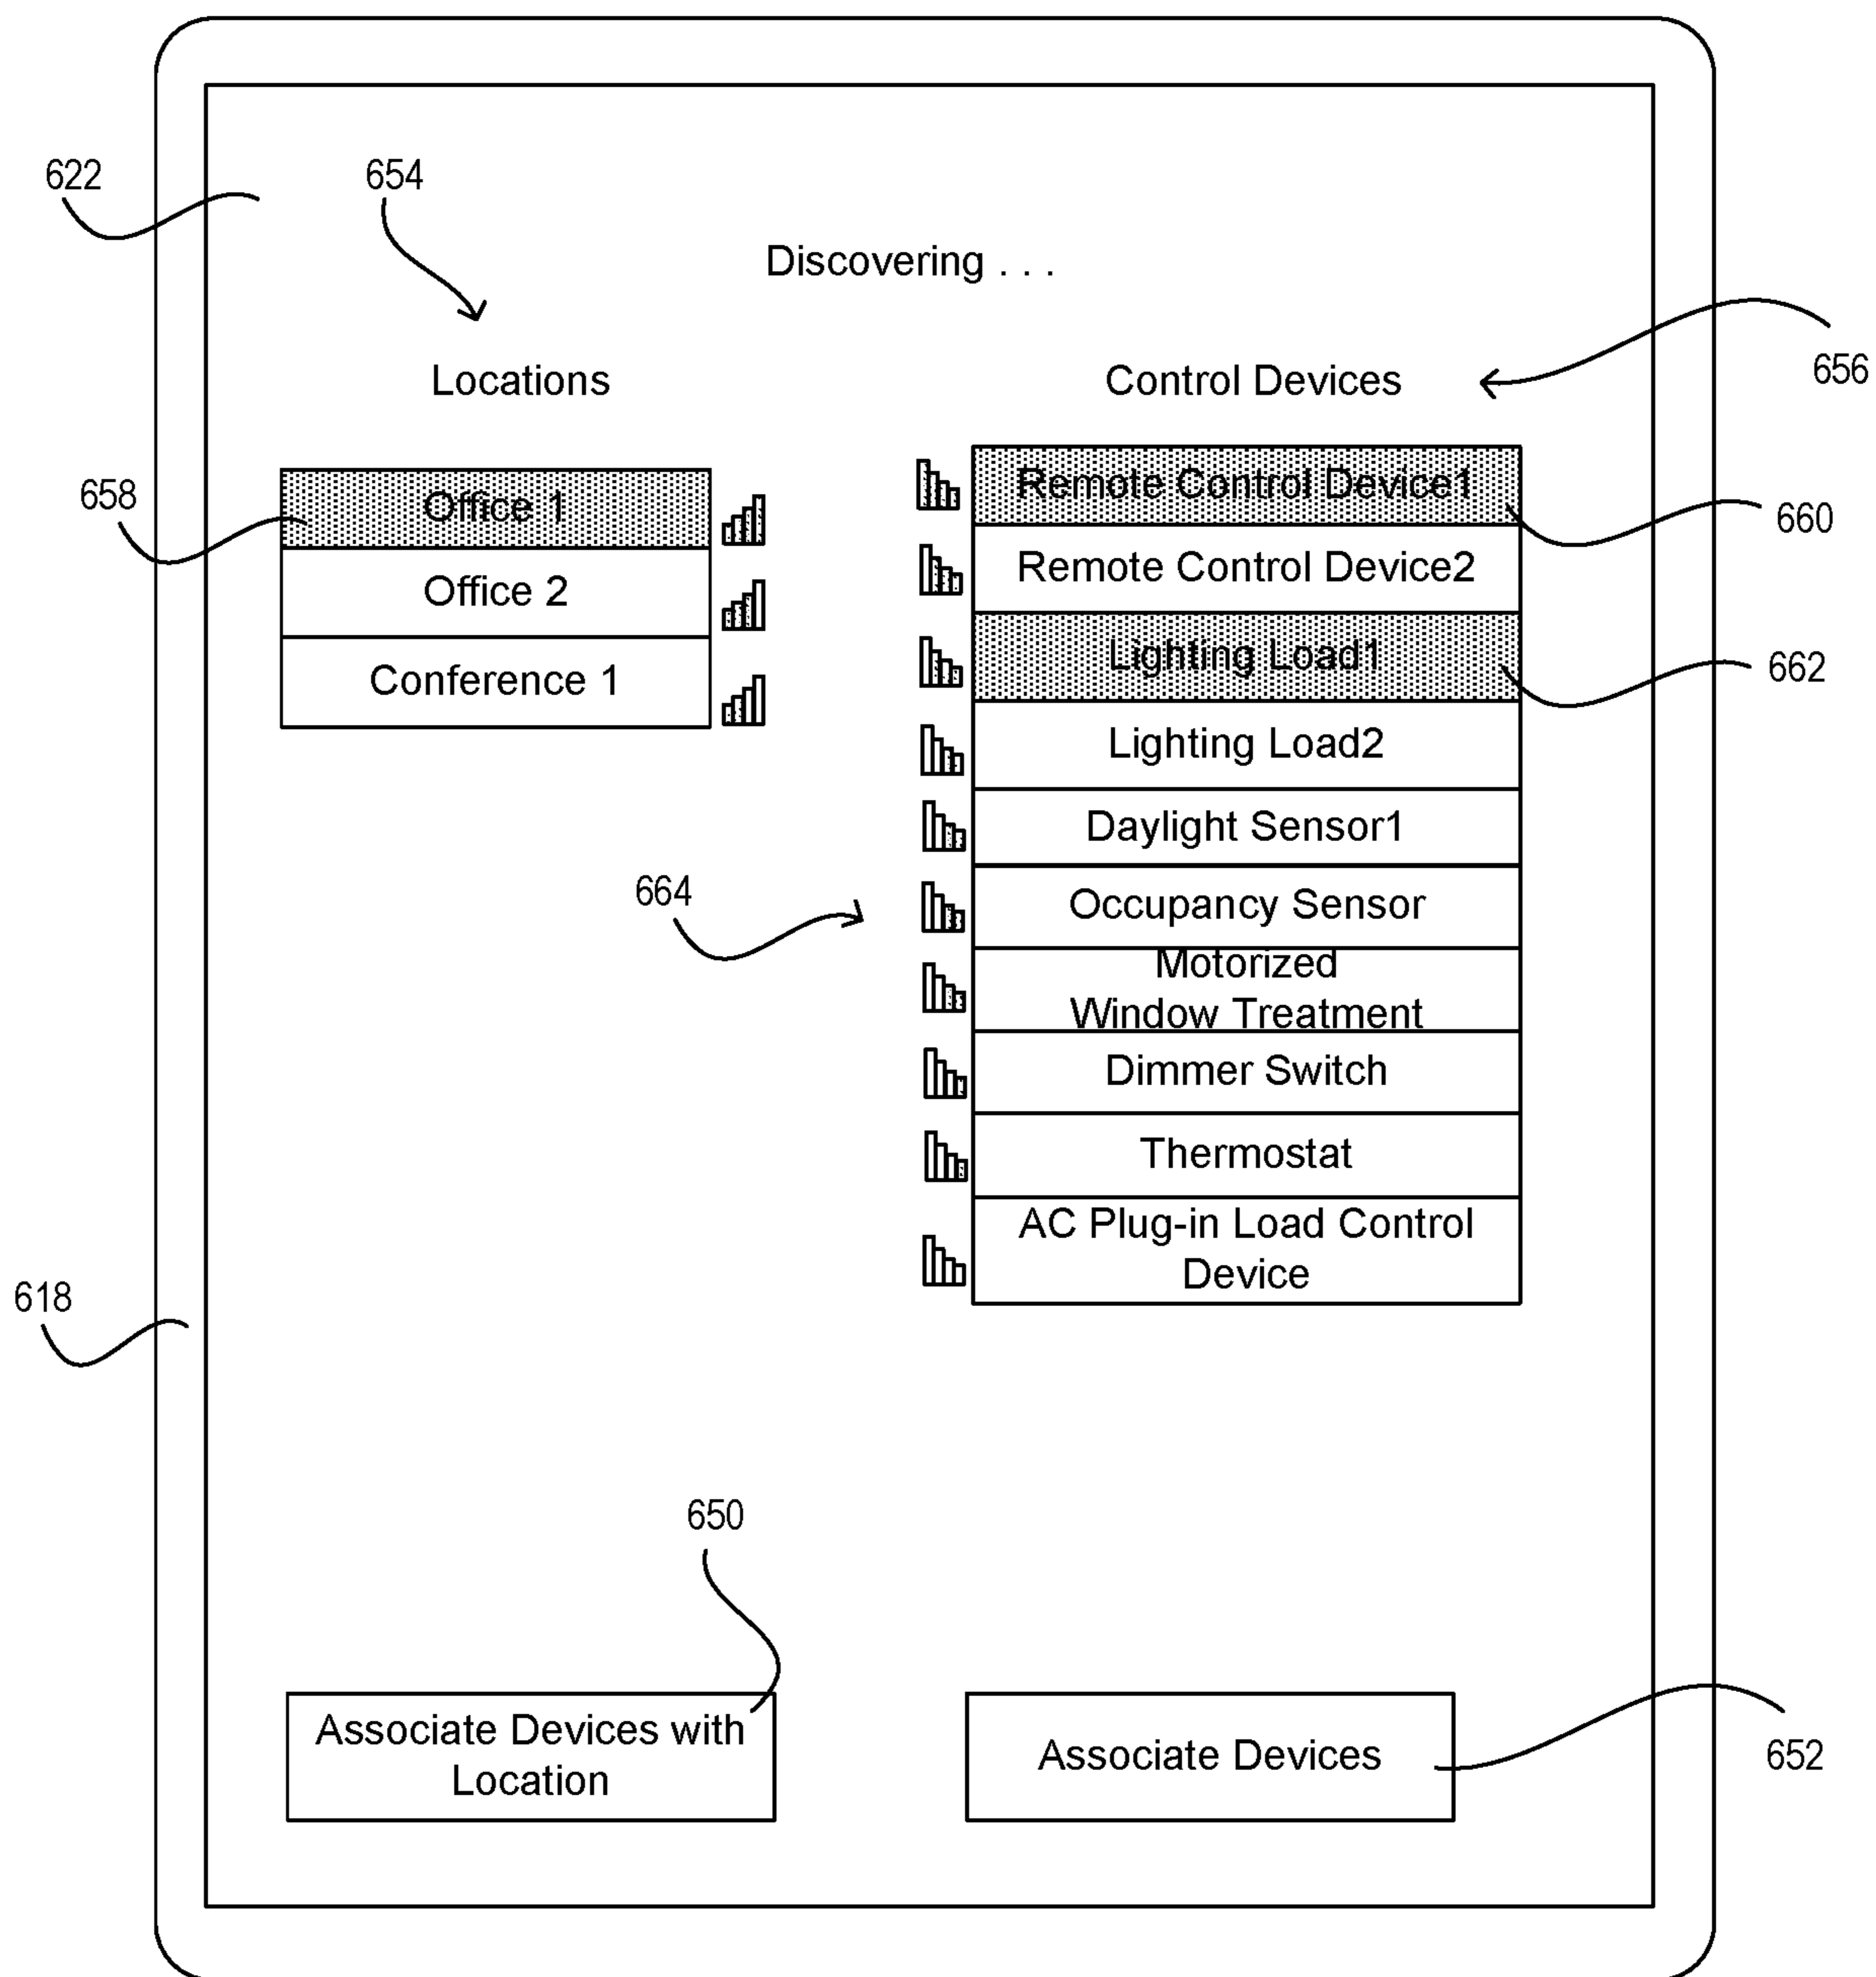 622
654
Discovering . . .
656
Locations
Control Devices
658
Office 1
Office 2
Conference 1
Remote Control Device1
660
Remote Control Device2
Lighting Load1
662
Lighting Load2
Daylight Sensor1
664
Occupancy Sensor
Motorized
Window Treatment
Dimmer Switch
Thermostat
AC Plug-in Load Control
Device
618
650
Associate Devices with
Location
Associate Devices
652